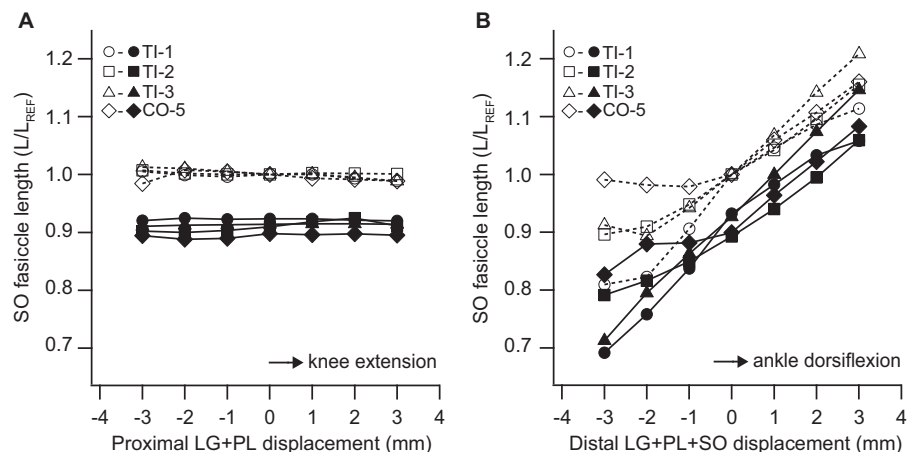 A
B
SO fasiccle length (L/LREF)
1.2
1.1
1.0
0.9
0.8
0.7
TI-1
TI-2
TI-3
CO-5
knee extension
-4 -3 -2 -1 0 1 2 3 4
Proximal LG+PL displacement (mm)
SO fasicle length (L/LREF)
1.2
1.1
1.0
0.9
0.8
0.7
TI-1
TI-2
TI-3
CO-5
ankle dorsiflexion
-4 -3 -2 -1 0 1 2 3 4
Distal LG+PL+SO displacement (mm)